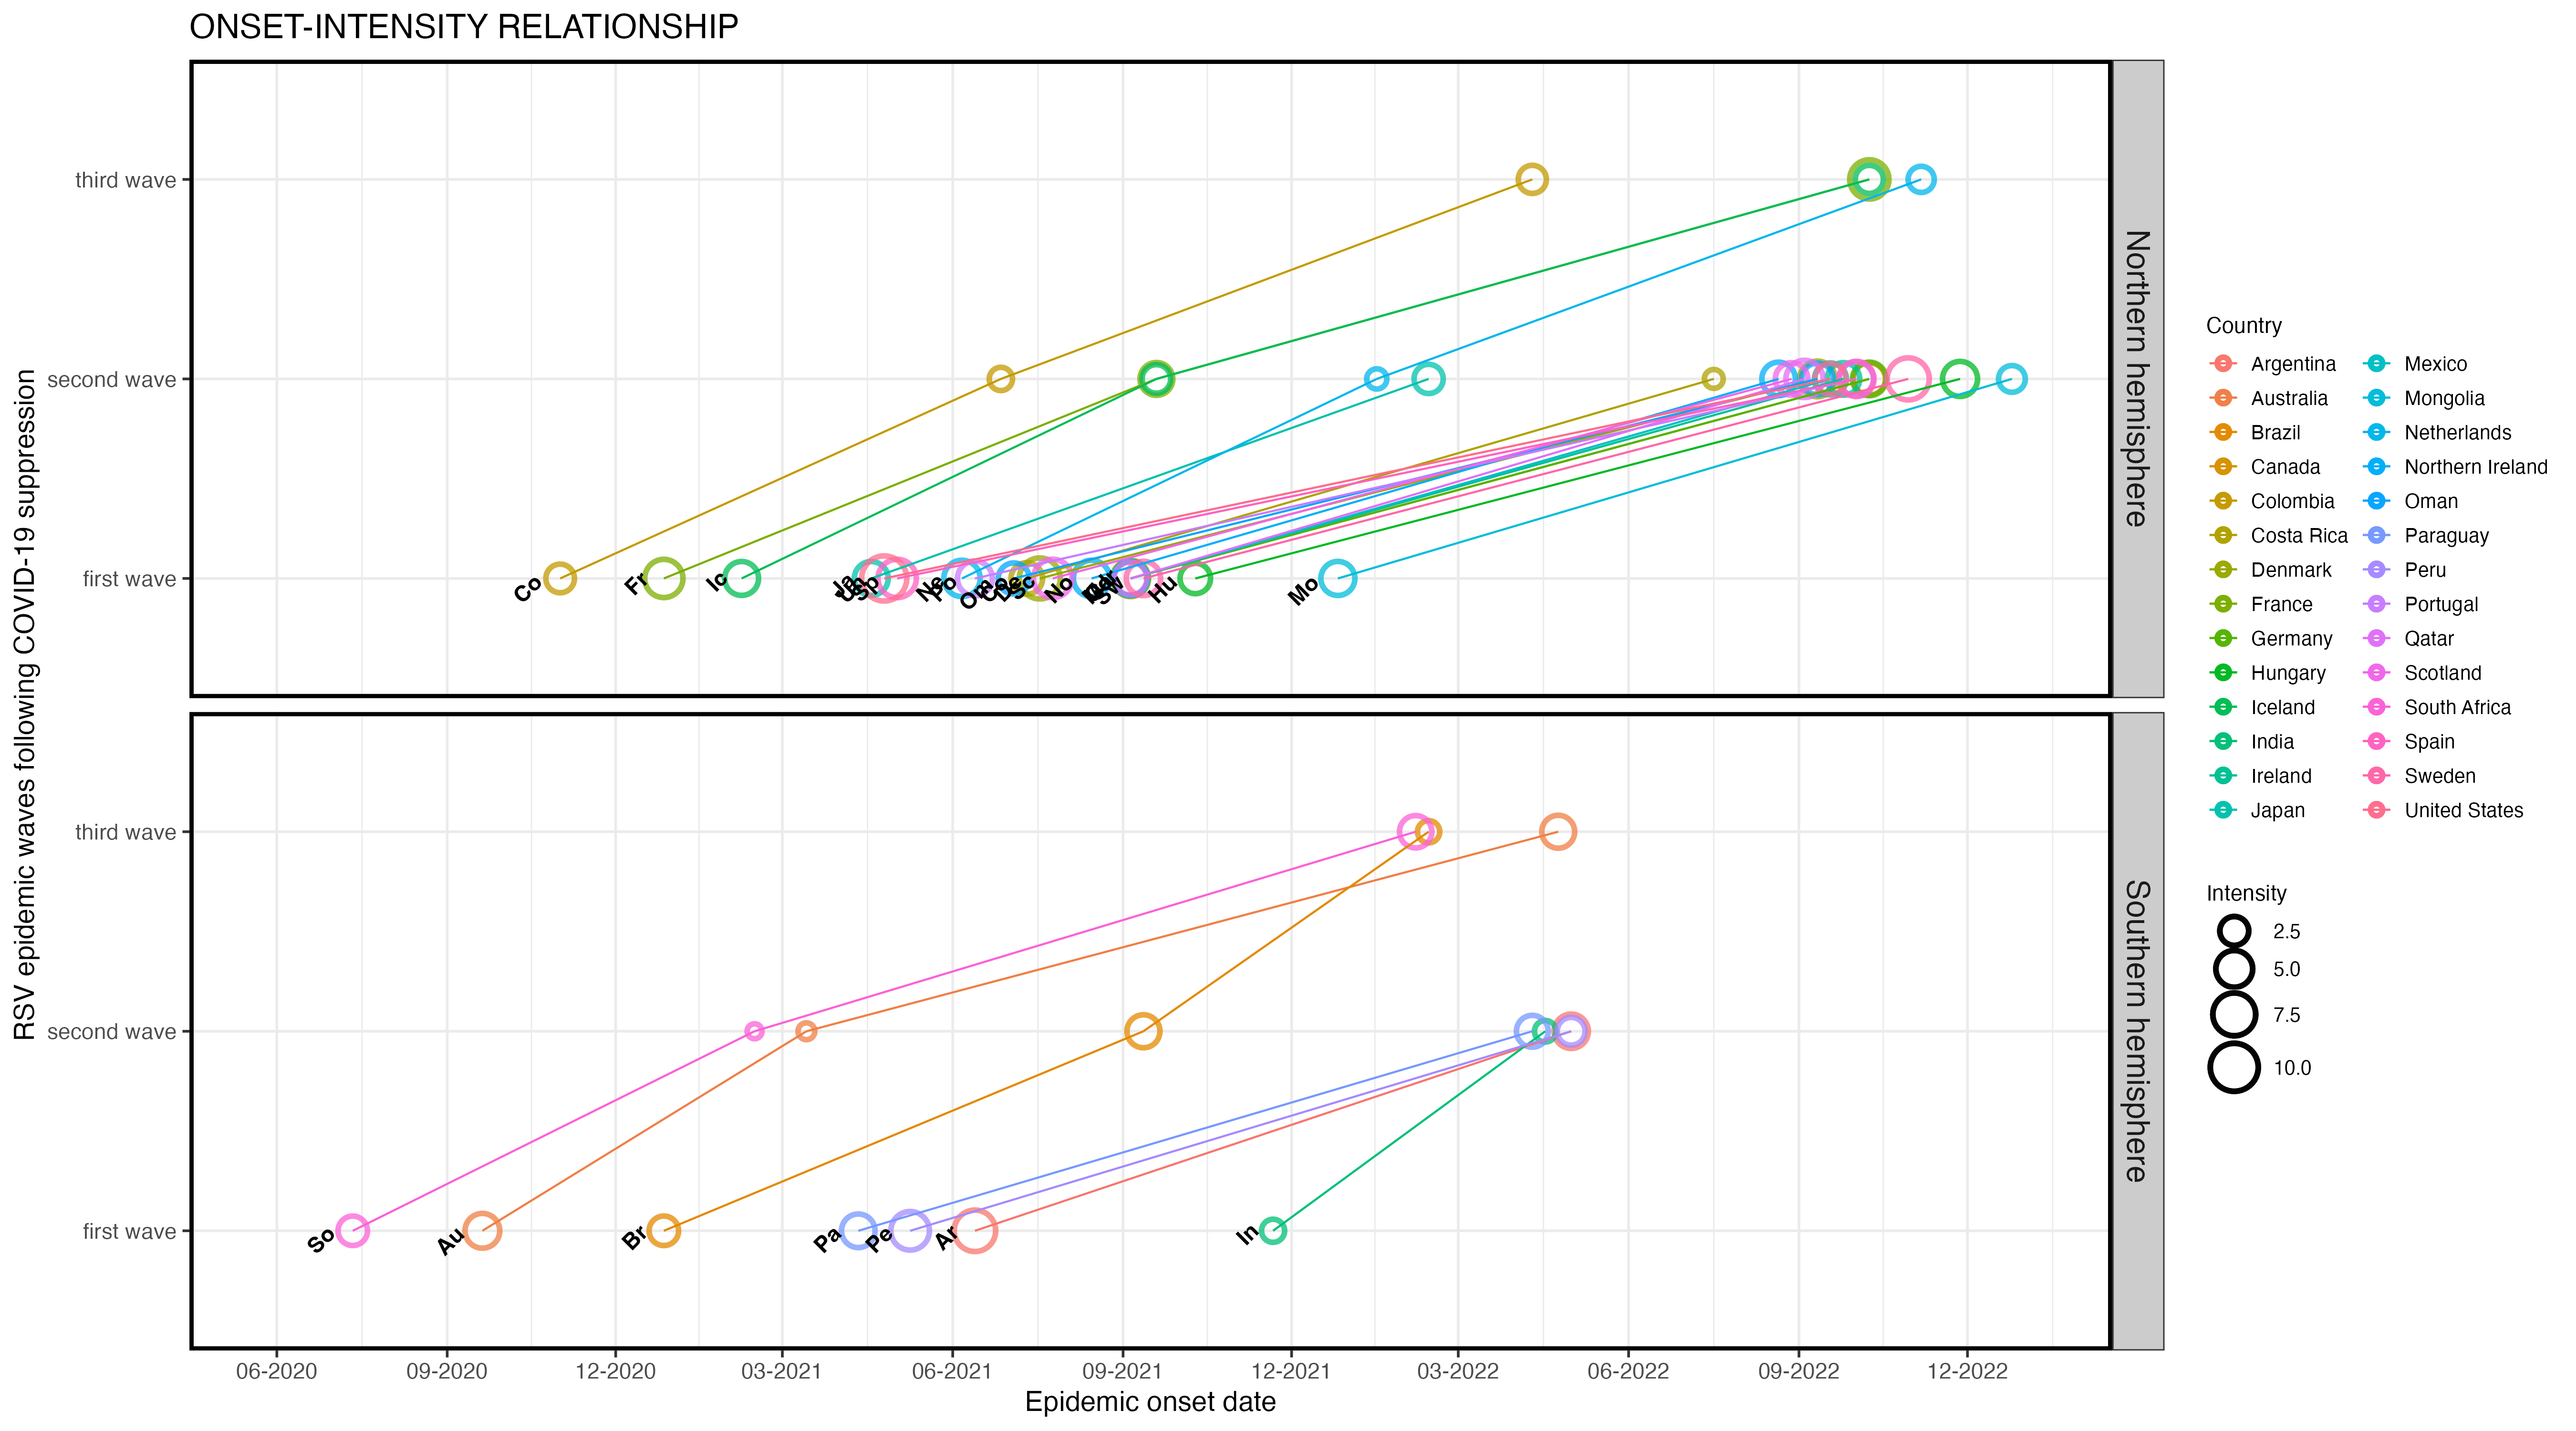 ONSET-INTENSITY RELATIONSHIP
RSV epidemic waves following COVID-19 suppression
third wave
second wave
first wave
Co
Fr
Ic
Ja
Sp
Ne
Po
No
Sw
Hu
Mo
Northern hemisphere
third wave
second wave
first wave
So
Au
Br
Pa
Pe
Ar
In
Southern hemisphere
06-2020 09-2020 12-2020 03-2021 06-2021 09-2021 12-2021 03-2022 06-2022 09-2022 12-2022
Epidemic onset date
Country
Argentina Mexico
Australia Mongolia
Brazil Netherlands
Canada Northern Ireland
Colombia Oman
Costa Rica Paraguay
Denmark Peru
France Portugal
Germany Qatar
Hungary Scotland
Iceland South Africa
India Spain
Ireland Sweden
Japan United States
Intensity
2.5
5.0
7.5
10.0